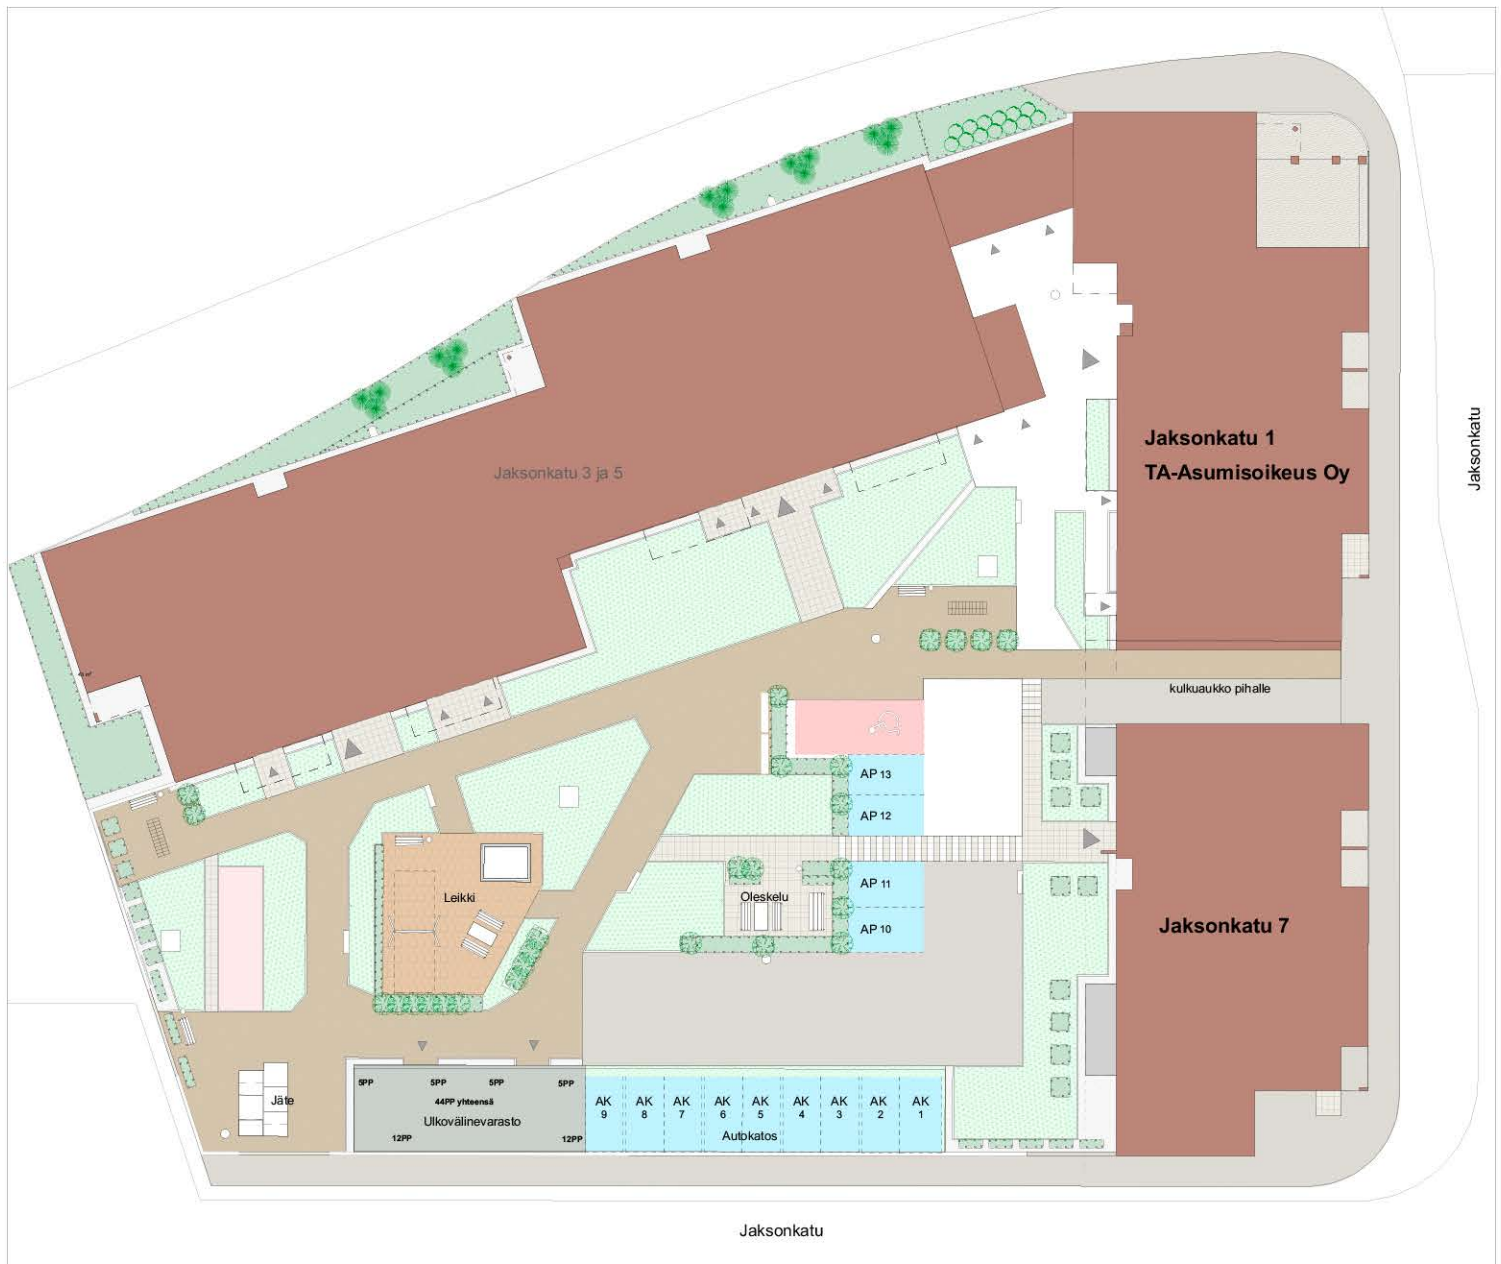 Jaksonkatu 1
TA-Asumisoikeus Oy
Jaksonkatu
Jaksonkatu 3 ja 5
kulkuaukko pihalle
AP 13
AP 12
AP 11
AP 10
Leikki
Oleskelu
Jaksonkatu 7
5PP
5PP
5PP
5PP
44PP yhteensä
Ulkovälinevarasto
12PP
12PP
Jäte
AK 9
AK 8
AK 7
AK 6
AK 5
AK 4
AK 3
AK 2
AK 1
Autokatos
Jaksonkatu